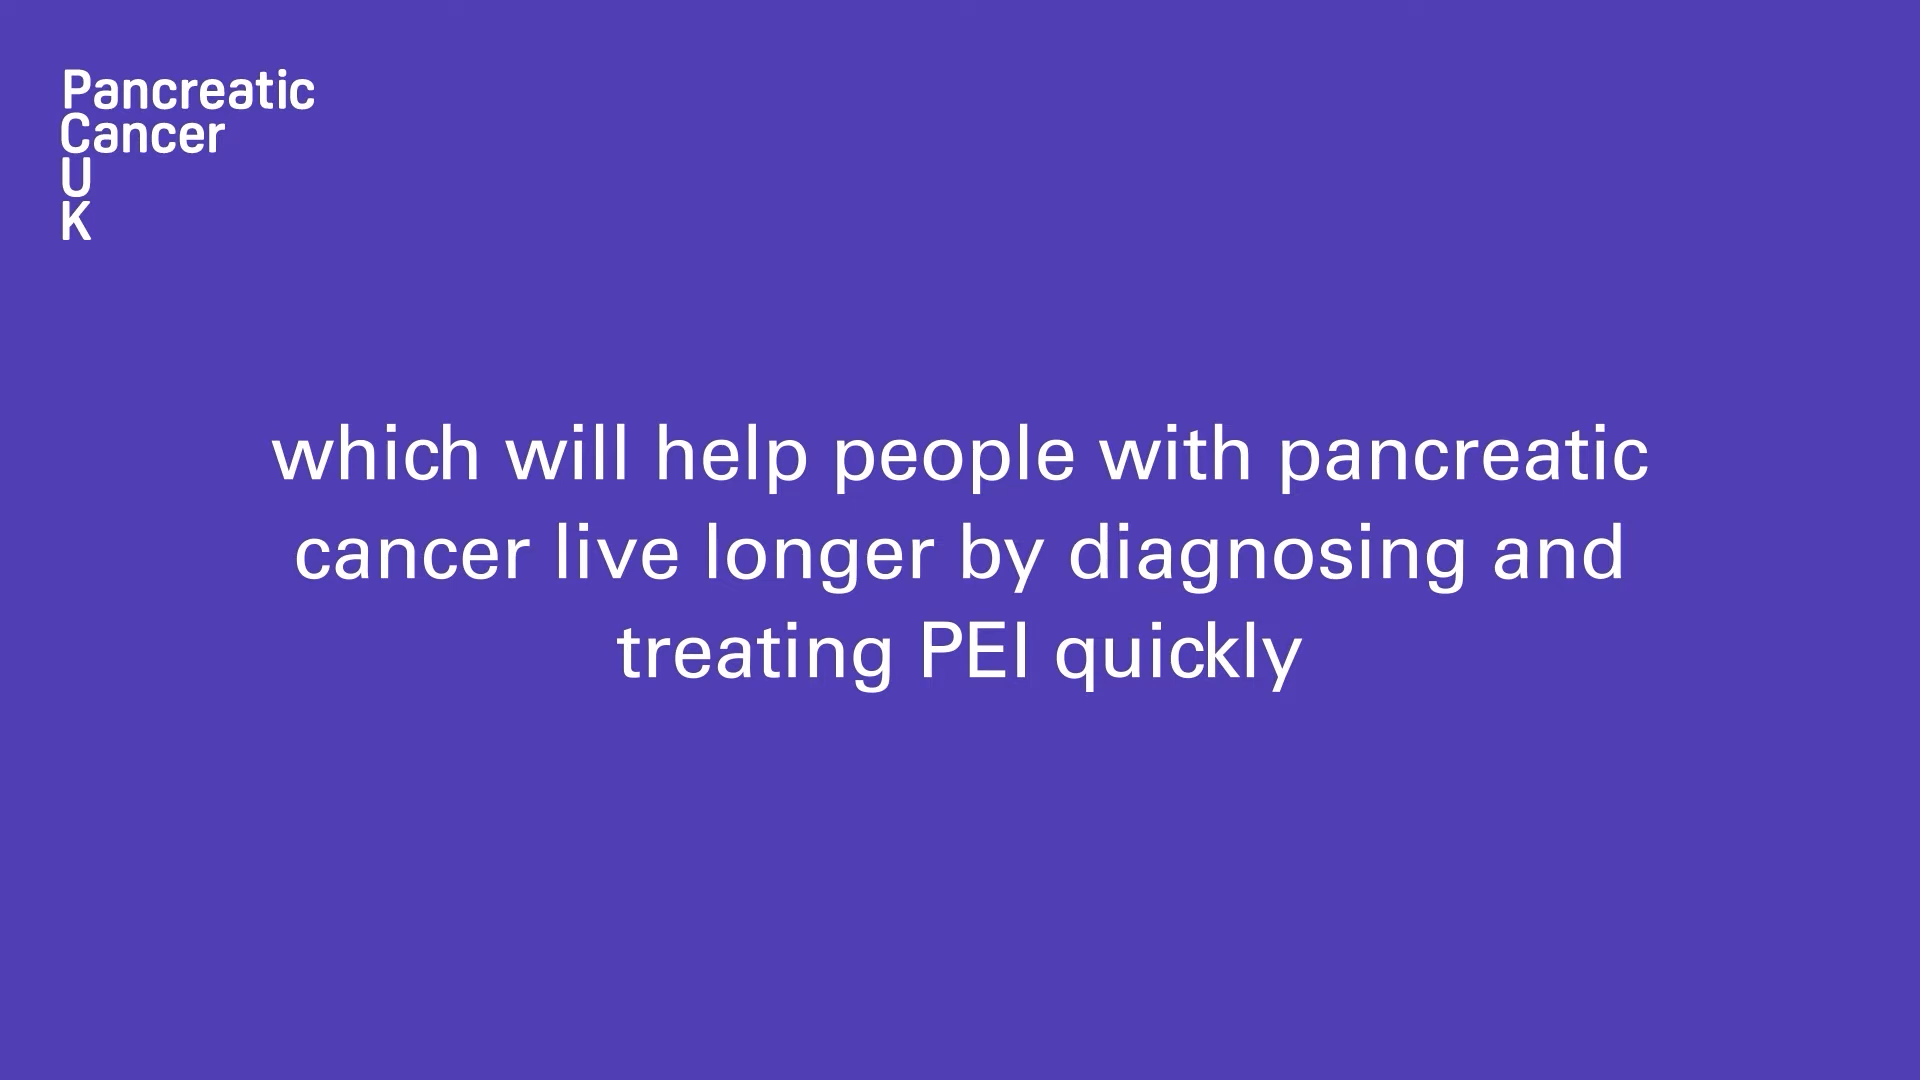 Pancreatic
Cancer
U
K
which will help people with pancreatic
cancer live longer by diagnosing and
treating PEI quickly